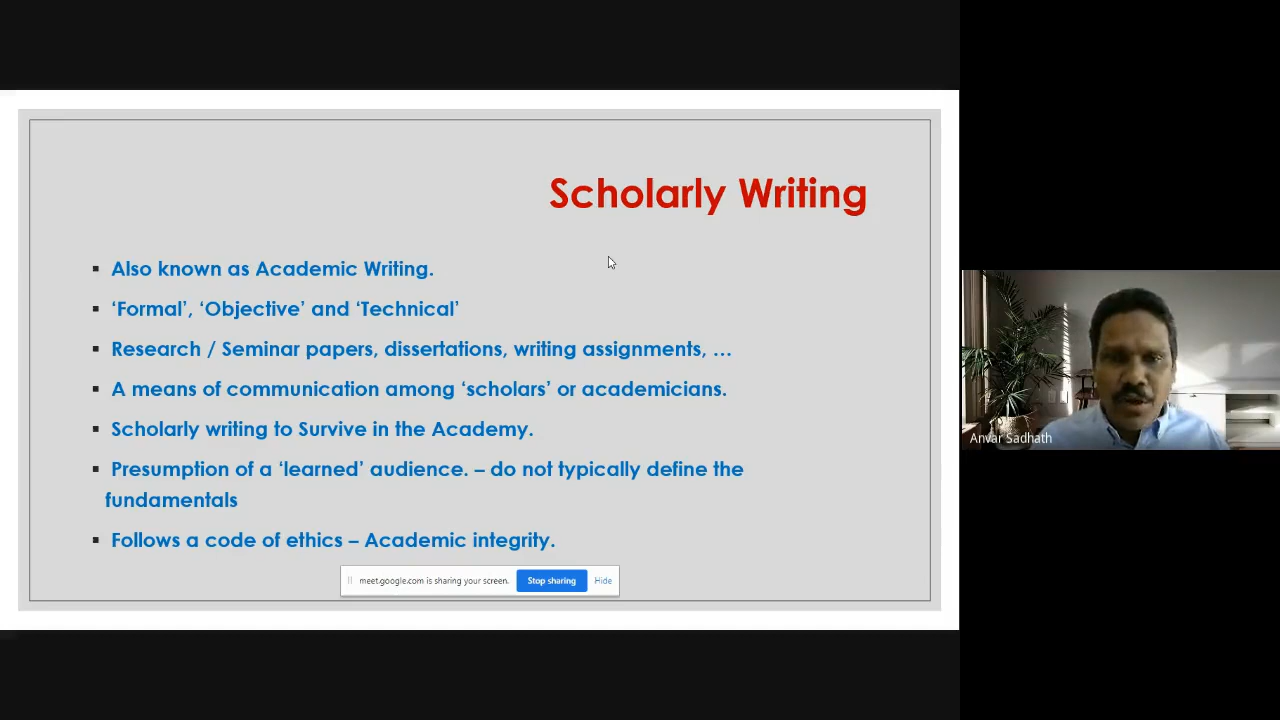 Scholarly Writing
▪ Also known as Academic Writing.
▪ ‘Formal’, ‘Objective’ and ‘Technical’
▪ Research / Seminar papers, dissertations, writing assignments, …
▪ A means of communication among ‘scholars’ or academicians.
▪ Scholarly writing to Survive in the Academy.
▪ Presumption of a ‘learned’ audience. – do not typically define the
fundamentals
▪ Follows a code of ethics – Academic integrity.
meet.google.com is sharing your screen. Stop sharing Hide
Anvar Sadhath